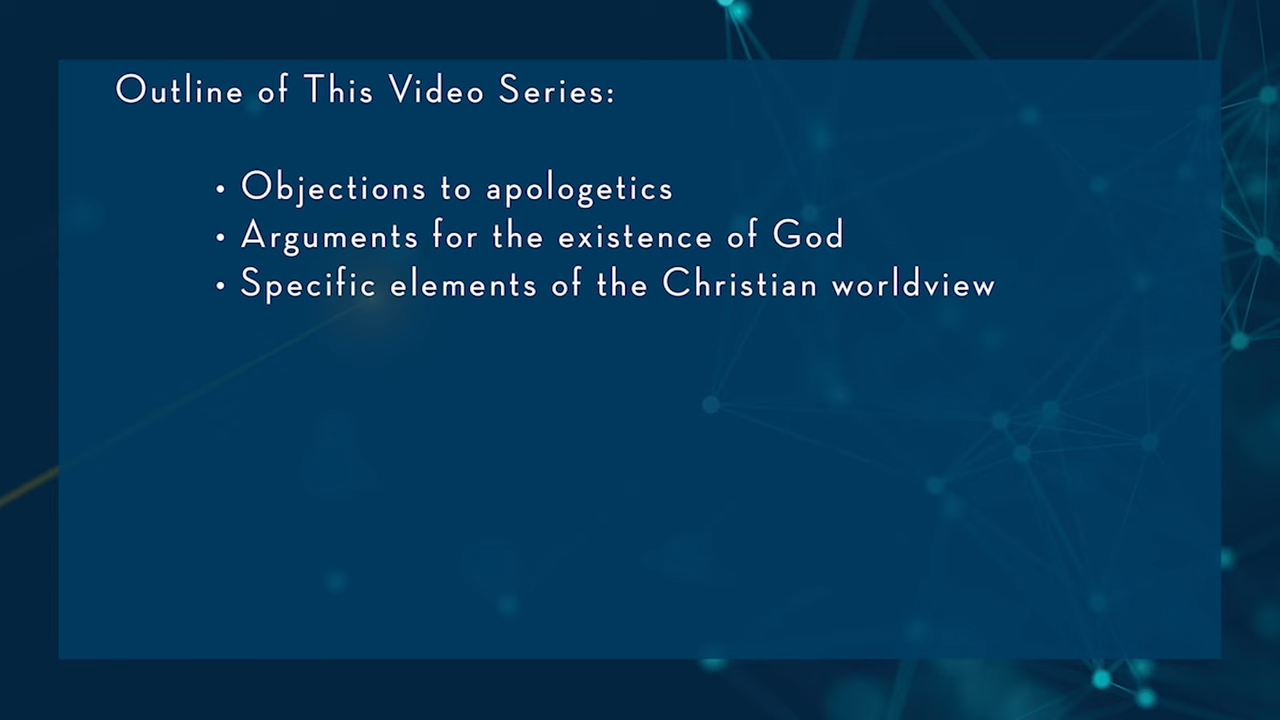 Outline of This Video Series:
• Objections to apologetics
• Arguments for the existence of God
• Specific elements of the Christian worldview